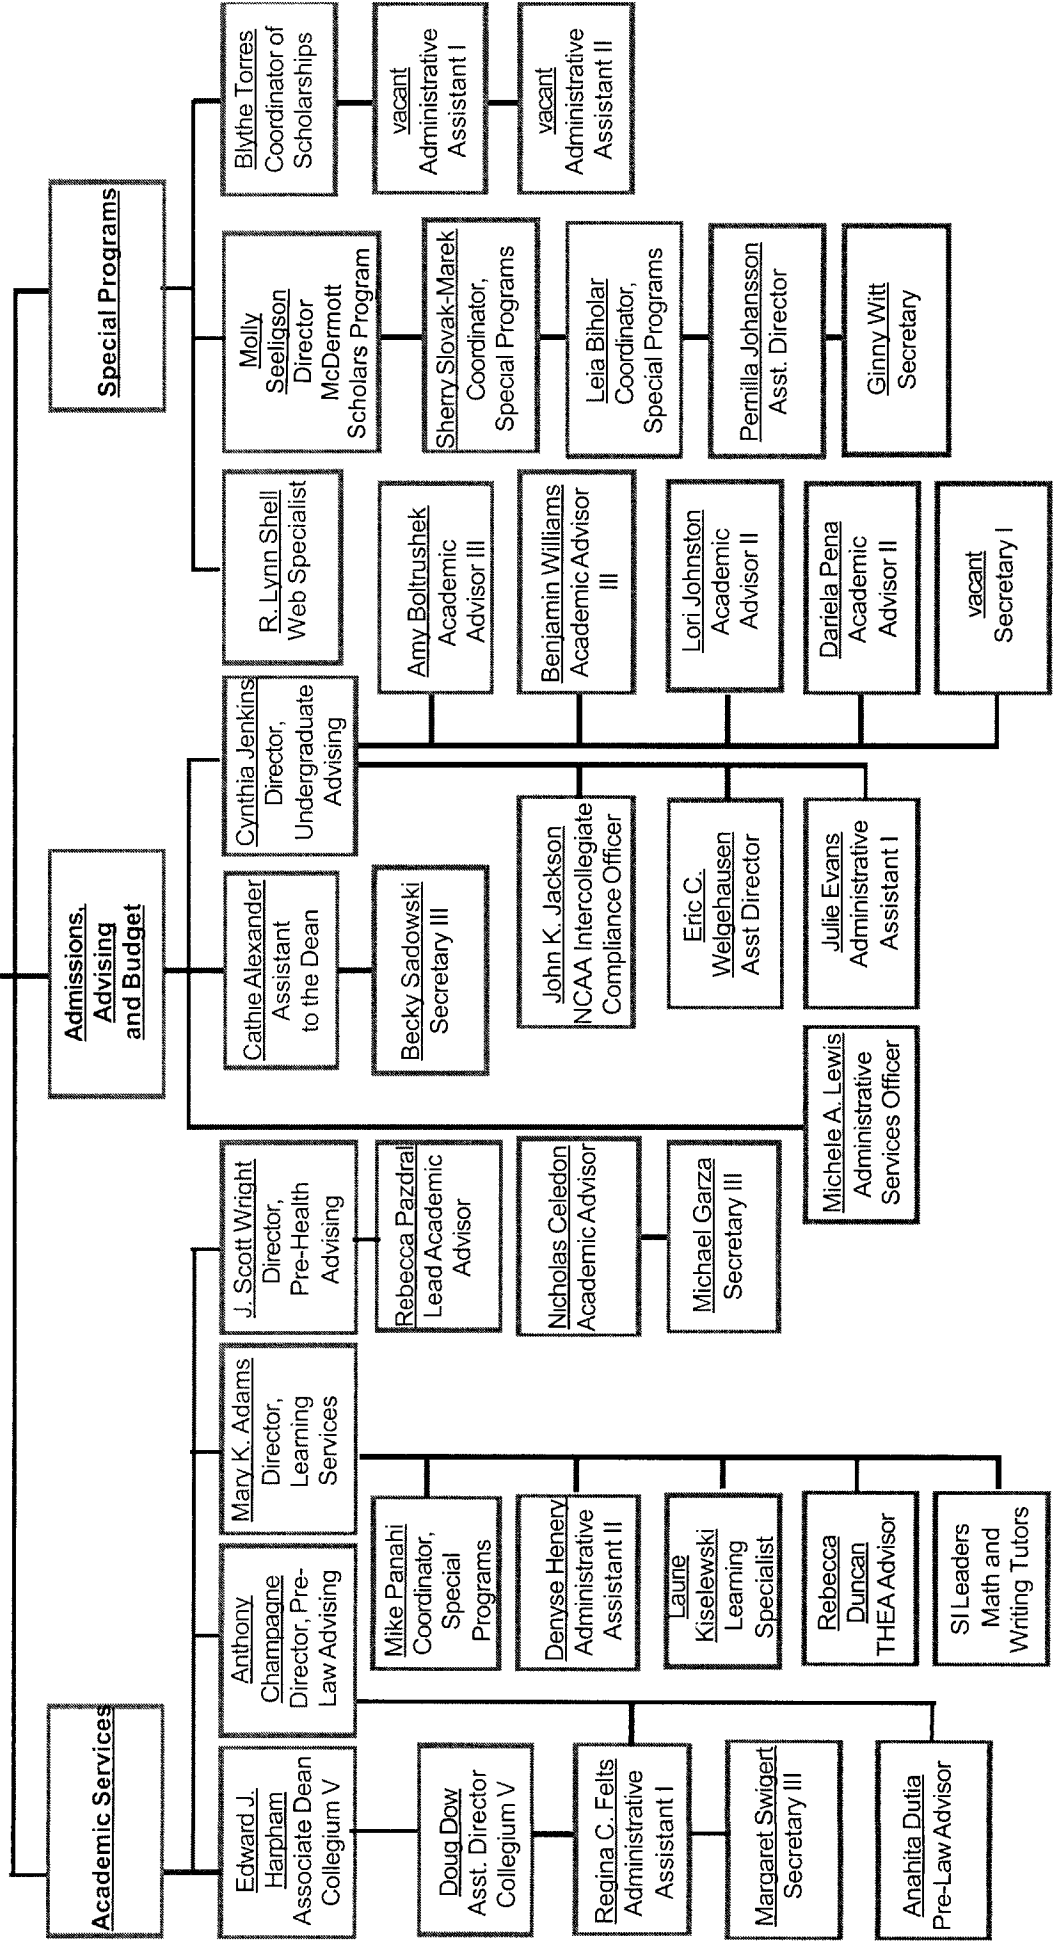 Academic Services
Edward J.
Harpham
Associate Dean
Collegium V
Doug Dow
Asst. Director
Collegium V
Regina C. Felts
Administrative
Assistant I
Margaret Swigert
Secretary III
Anthony
Champagne
Director, Pre-
Law Advising
Anahita Dutia
Pre-Law Advisor
Mary K. Adams
Director,
Learning
Services
Mike Panahi
Coordinator,
Special
Programs
Denyse Henery
Administrative
Assistant II
Laune
Kiselewski
Learning
Specialist
Rebecca
Duncan
THEA Advisor
SI Leaders
Math and
Writing Tutors
J. Scott Wright
Director,
Pre-Health
Advising
Rebecca Pazdral
Lead Academic
Advisor
Nicholas Celedon
Academic Advisor
Michael Garza
Secretary III
Admissions,
Advising
and Budget
Michele A. Lewis
Administrative
Services Officer
Cathie Alexander
Assistant
to the Dean
Becky Sadowski
Secretary III
Cynthia Jenkins
Director,
Undergraduate
Advising
John K. Jackson
NCAA Intercollegiate
Compliance Officer
Eric C.
Welgehausen
Asst Director
Julie Evans
Administrative
Assistant I
Amy Boltrushek
Academic
Advisor III
Benjamin Williams
Academic Advisor
III
Lori Johnston
Academic
Advisor II
Dariela Pena
Academic
Advisor II
vacant
Secretary I
Special Programs
R. Lynn Shell
Web Specialist
Molly
Seeligson
Director
McDermott
Scholars Program
Sherry Slovak-Marek
Coordinator,
Special Programs
Leia Biholar
Coordinator,
Special Programs
Pernilla Johansson
Asst. Director
Ginny Witt
Secretary
Blythe Torres
Coordinator of
Scholarships
vacant
Administrative
Assistant I
vacant
Administrative
Assistant II